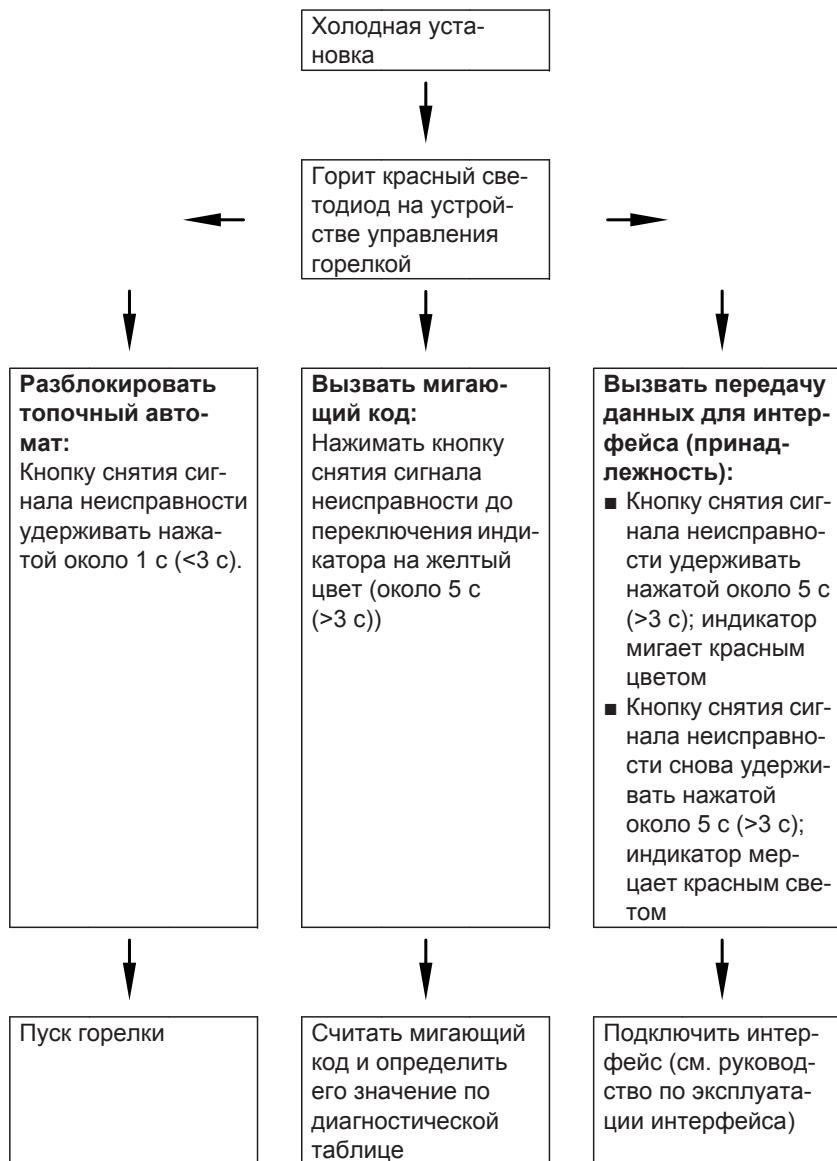 Холодная уста-
новка
Горит красный све-
тодиод на устрой-
стве управления
горелкой
Разблокировать
топочный авто-
мат:
Кнопку снятия сиг-
нала неисправности
удерживать нажа-
той около 1 с (<3 с).
Вызвать мигаю-
щий код:
Нажимать кнопку
снятия сигнала
неисправности до
переключения инди-
катора на желтый
цвет (около 5 с
(>3 с))
Вызвать передачу
данных для интер-
фейса (принад-
лежность):
■ Кнопку снятия сиг-
нала неисправно-
сти удерживать
нажатой около 5 с
(>3 с); индикатор
мигает красным
цветом
■ Кнопку снятия сиг-
нала неисправно-
сти снова удержи-
вать нажатой
около 5 с (>3 с);
индикатор мер-
цает красным све-
том
Пуск горелки
Считать мигающий
код и определить
его значение по
диагностической
таблице
Подключить интер-
фейс (см. руковод-
ство по эксплуата-
ции интерфейса)